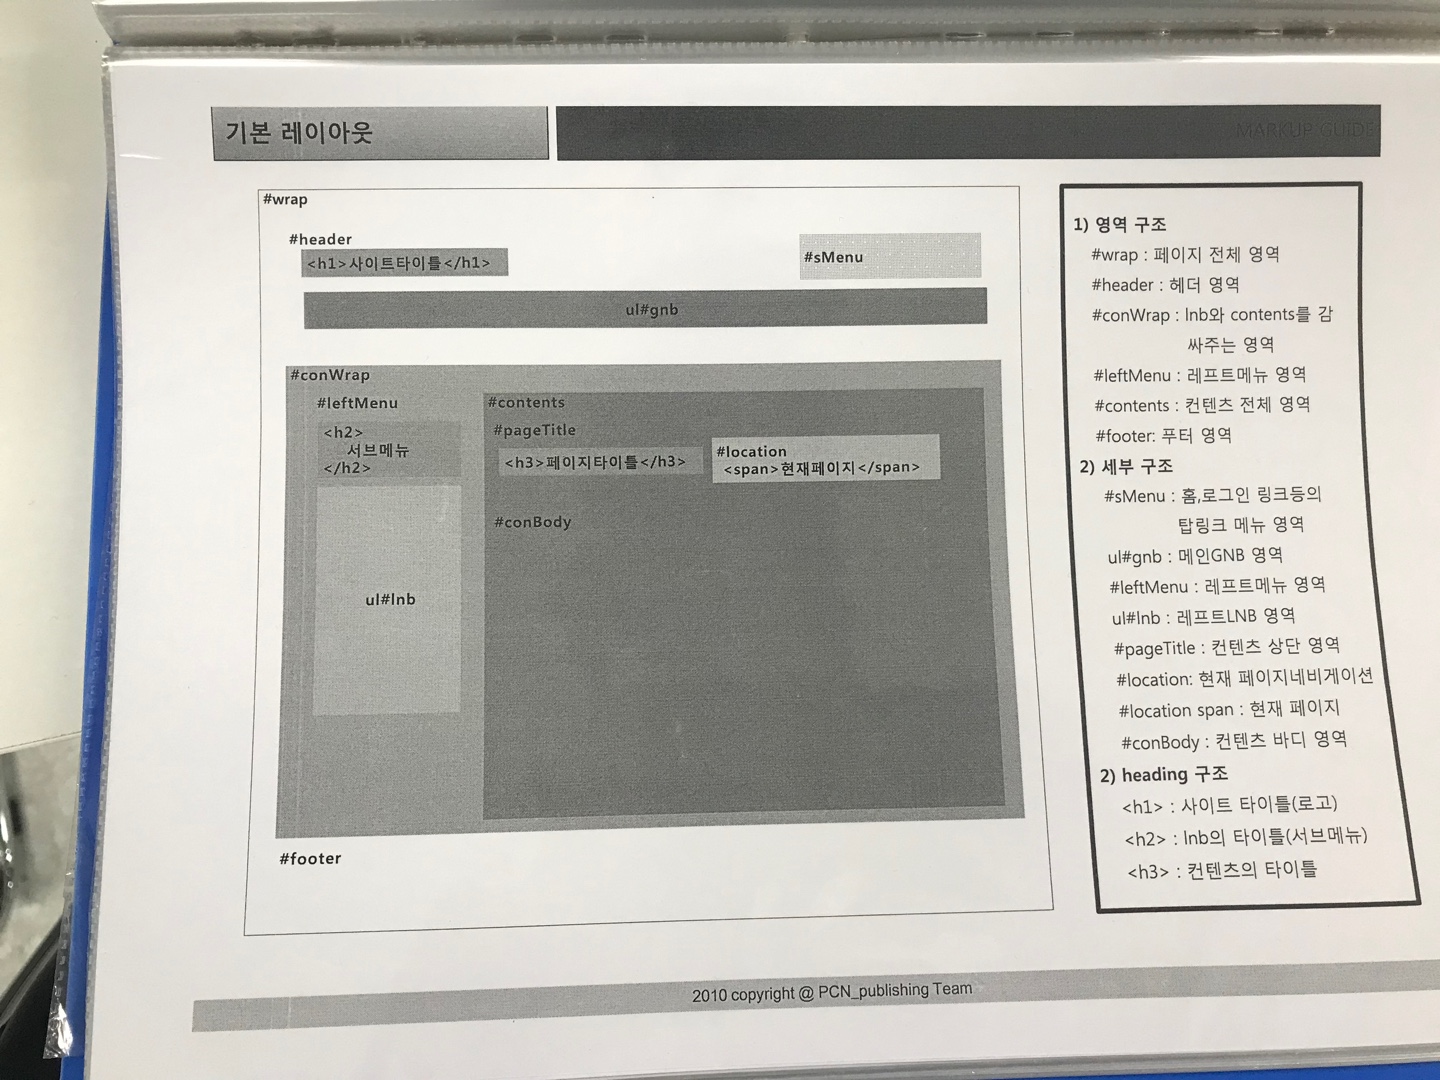 기본 레이아웃
MARKUP GUIDE
#wrap
#header
<h1>사이트타이틀</h1>
#sMenu
ul#gnb
#conWrap
#leftMenu
<h2>
서브메뉴
</h2>
ul#lnb
#contents
#pageTitle
<h3>페이지타이틀</h3>
#location
<span>현재페이지</span>
#conBody
#footer
1) 영역 구조
#wrap : 페이지 전체 영역
#header : 헤더 영역
#conWrap : lnb와 contents를 감
싸주는 영역
#leftMenu : 레프트메뉴 영역
#contents : 컨텐츠 전체 영역
#footer: 푸터 영역
2) 세부 구조
#sMenu : 홈,로그인 링크등의
탑링크 메뉴 영역
ul#gnb : 메인GNB 영역
#leftMenu : 레프트메뉴 영역
ul#lnb : 레프트LNB 영역
#pageTitle : 컨텐츠 상단 영역
#location: 현재 페이지네비게이션
#location span : 현재 페이지
#conBody : 컨텐츠 바디 영역
2) heading 구조
<h1> : 사이트 타이틀(로고)
<h2> : lnb의 타이틀(서브메뉴)
<h3> : 컨텐츠의 타이틀
2010 copyright @ PCN_publishing Team